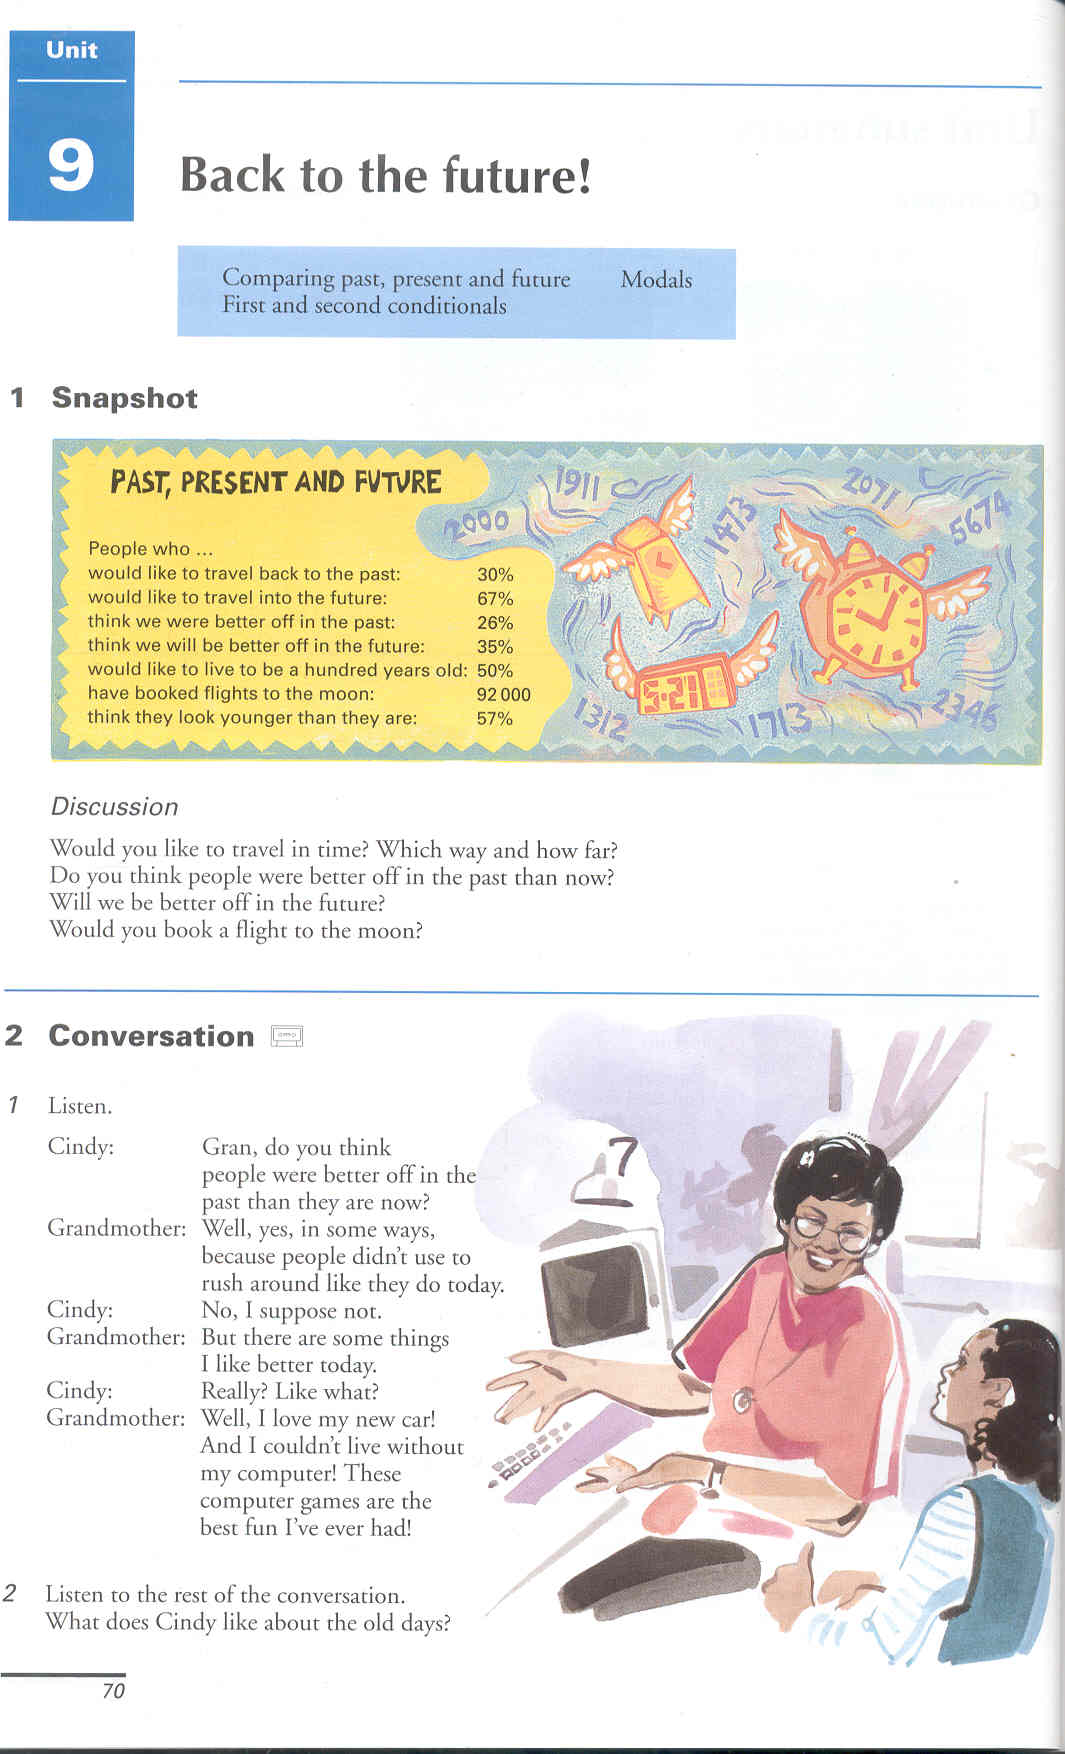 Unit
9
Back to the future!
Comparing past, present and future Modals
First and second conditionals
1 Snapshot
PAST, PRESENT AND FUTURE
People who ...
would like to travel back to the past: 30%
would like to travel into the future: 67%
think we were better off in the past: 26%
think we will be better off in the future: 35%
would like to live to be a hundred years old: 50%
have booked flights to the moon: 92 000
think they look younger than they are: 57%
2000
1911
1473
2071
5674
5:21
1312
1713
2346
Discussion
Would you like to travel in time? Which way and how far?
Do you think people were better off in the past than now?
Will we be better off in the future?
Would you book a flight to the moon?
2 Conversation
1 Listen.
Cindy: Gran, do you think
people were better off in the
past than they are now?
Grandmother: Well, yes, in some ways,
because people didn't use to
rush around like they do today.
Cindy: No, I suppose not.
Grandmother: But there are some things
I like better today.
Cindy: Really? Like what?
Grandmother: Well, I love my new car!
And I couldn't live without
my computer! These
computer games are the
best fun I've ever had!
2 Listen to the rest of the conversation.
What does Cindy like about the old days?
70